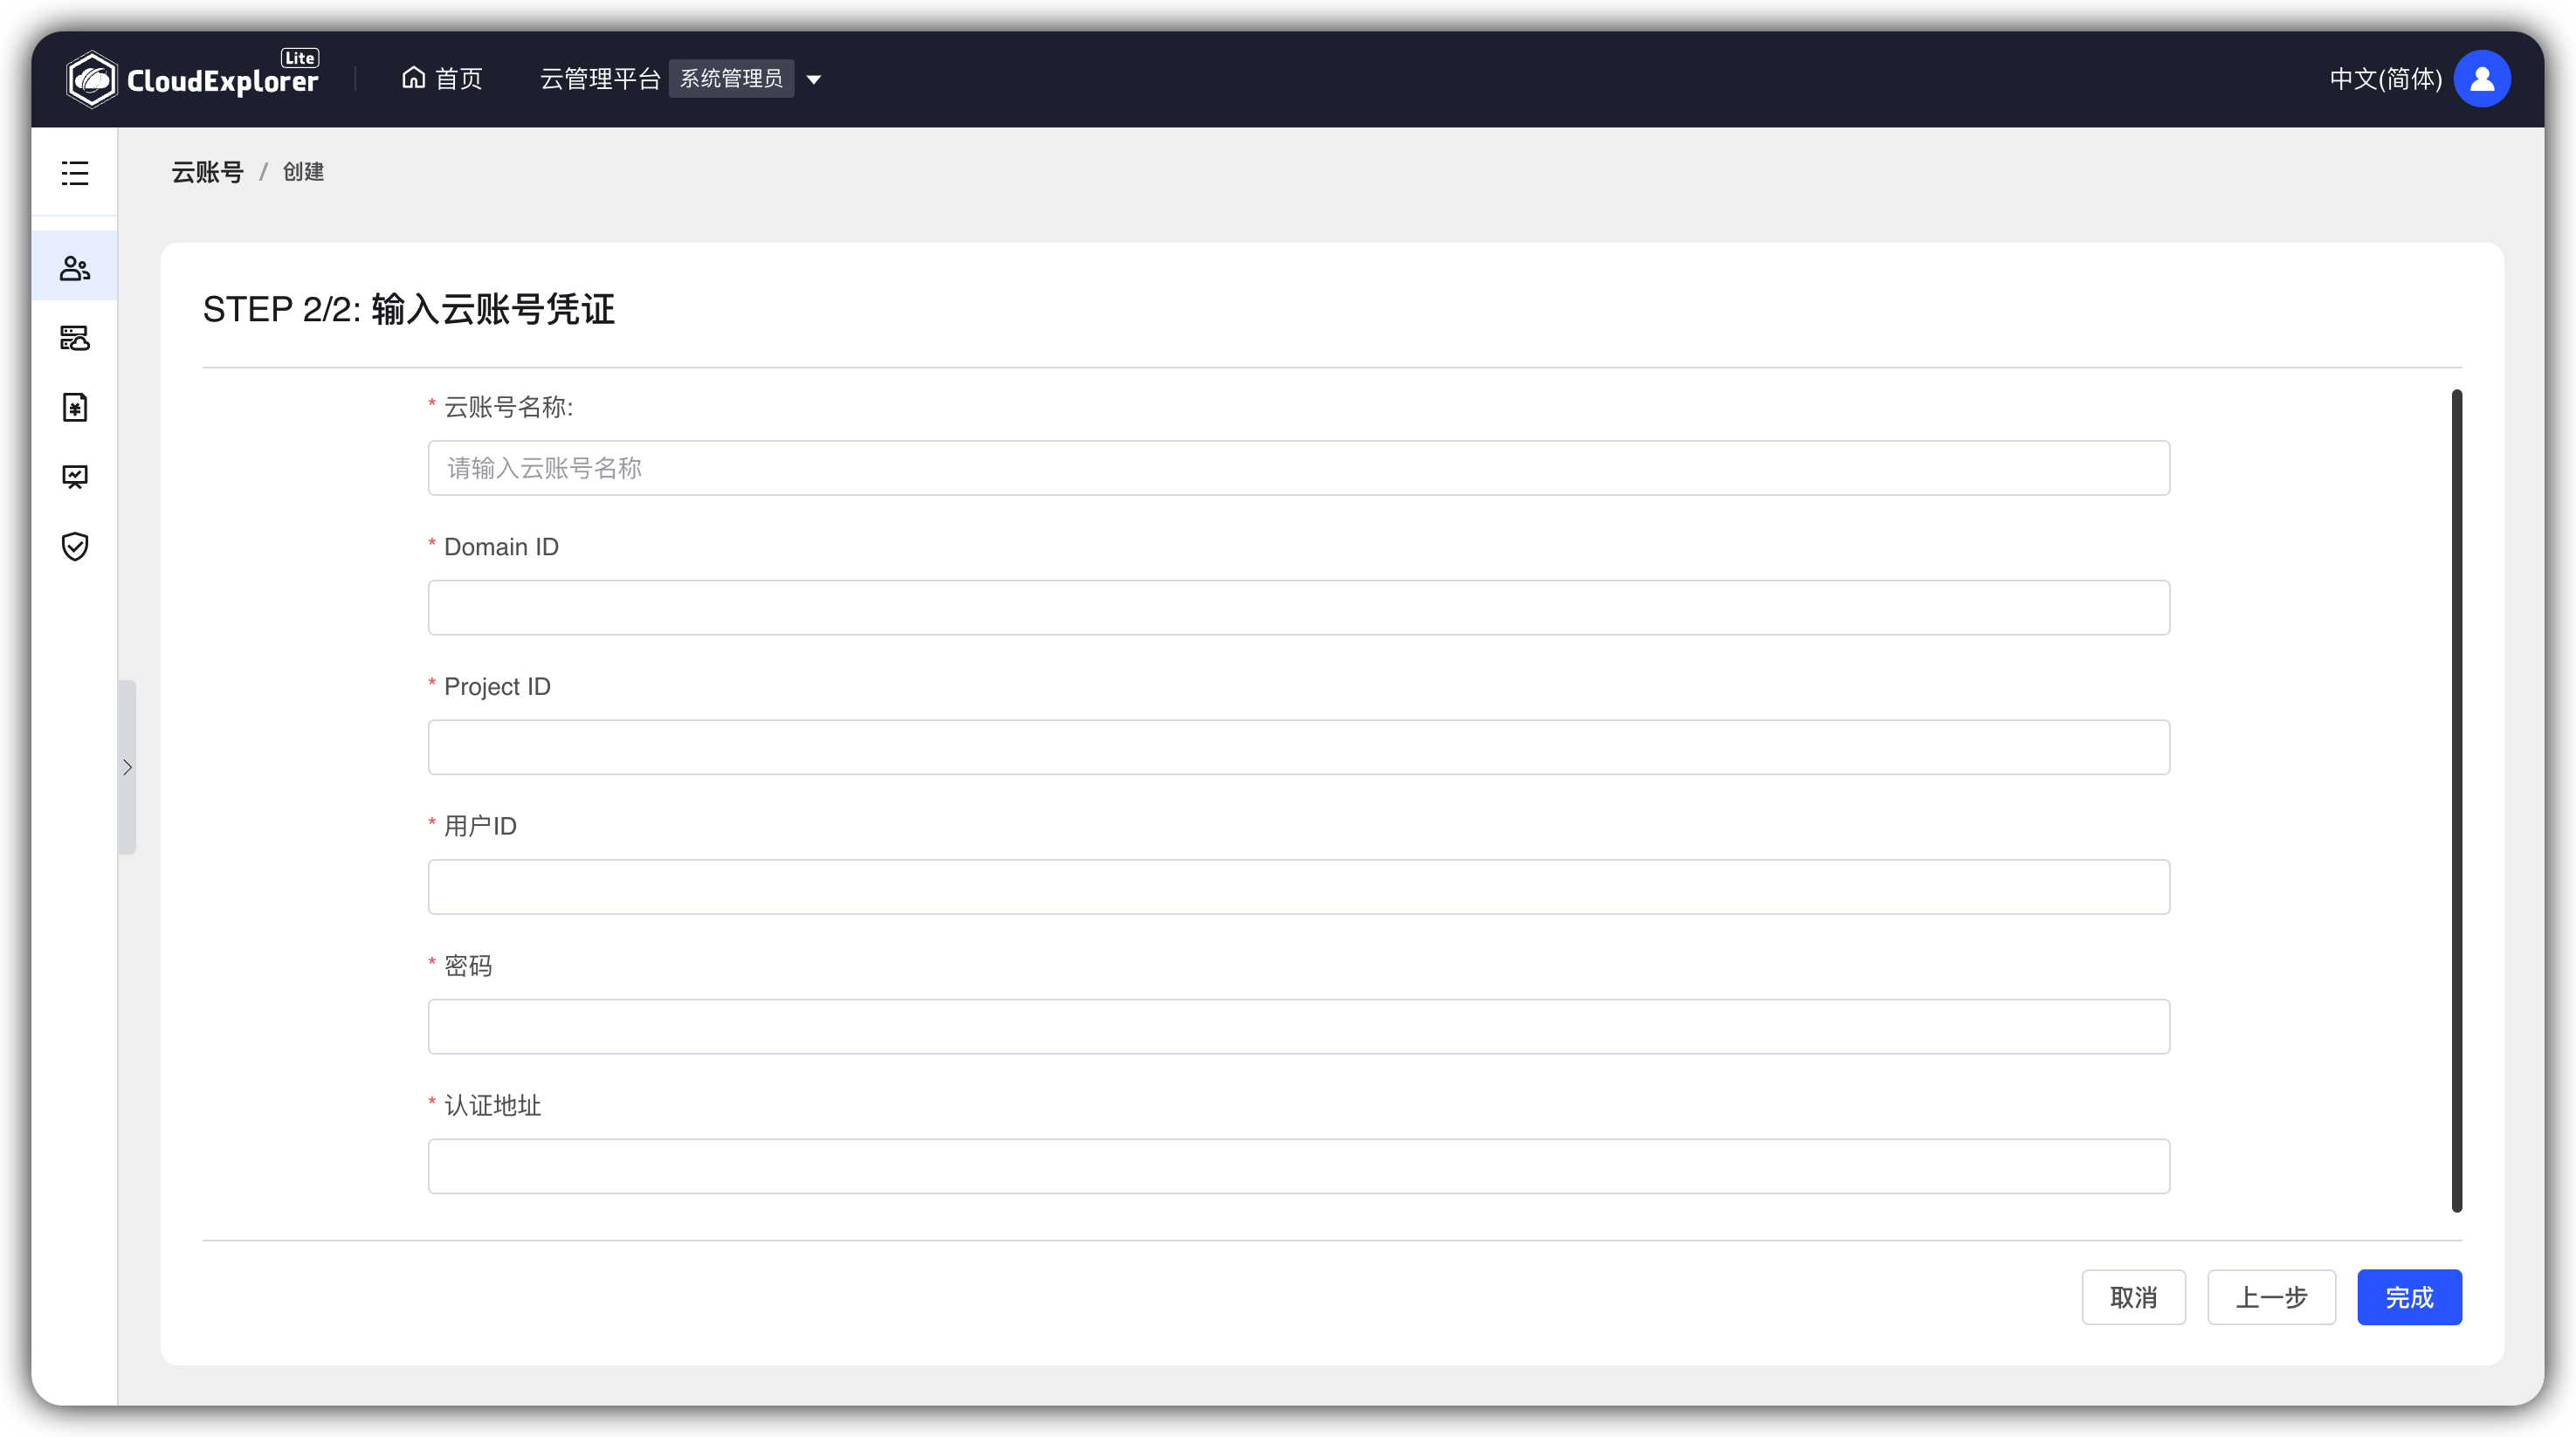 CloudExplorer Lite
首页
云管理平台 系统管理员
中文(简体)
云账号 / 创建
STEP 2/2: 输入云账号凭证
* 云账号名称:
请输入云账号名称
* Domain ID
* Project ID
* 用户ID
* 密码
* 认证地址
取消 上一步 完成